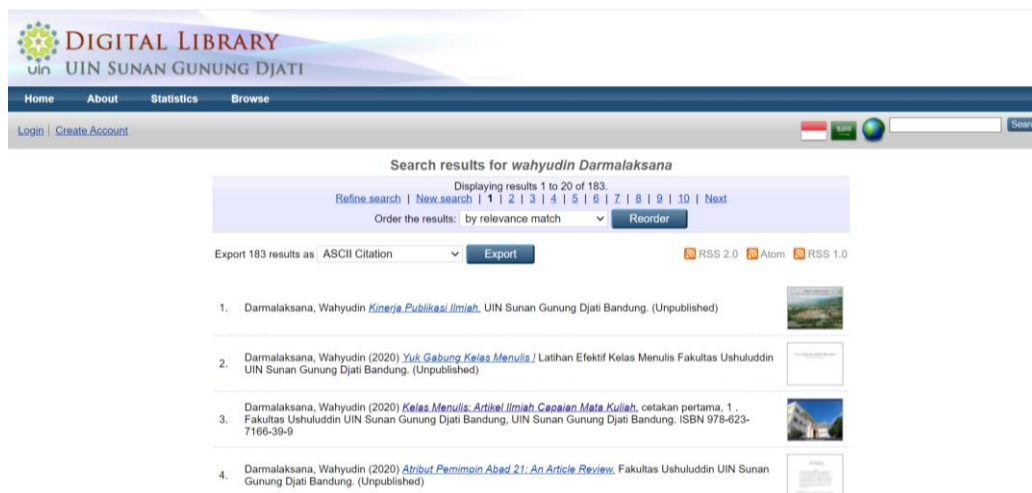 DIGITAL LIBRARY
uin UIN SUNAN GUNUNG DJATI
Home About Statistics Browse
Login | Create Account
Sear
Search results for wahyudin Darmalaksana
Displaying results 1 to 20 of 183.
Refine search | New search | 1 | 2 | 3 | 4 | 5 | 6 | 7 | 8 | 9 | 10 | Next
Order the results: by relevance match Reorder
Export 183 results as ASCII Citation Export RSS 2.0 Atom RSS 1.0
1. Darmalaksana, Wahyudin Kinerja Publikasi Ilmiah. UIN Sunan Gunung Djati Bandung. (Unpublished)
2. Darmalaksana, Wahyudin (2020) Yuk Gabung Kelas Menulis ! Latihan Efektif Kelas Menulis Fakultas Ushuluddin
UIN Sunan Gunung Djati Bandung. (Unpublished)
3. Darmalaksana, Wahyudin (2020) Kelas Menulis: Artikel Ilmiah Capaian Mata Kuliah. cetakan pertama, 1 .
Fakultas Ushuluddin UIN Sunan Gunung Djati Bandung, UIN Sunan Gunung Djati Bandung. ISBN 978-623-
7166-39-9
4. Darmalaksana, Wahyudin (2020) Atribut Pemimpin Abad 21: An Article Review. Fakultas Ushuluddin UIN Sunan
Gunung Djati Bandung. (Unpublished)